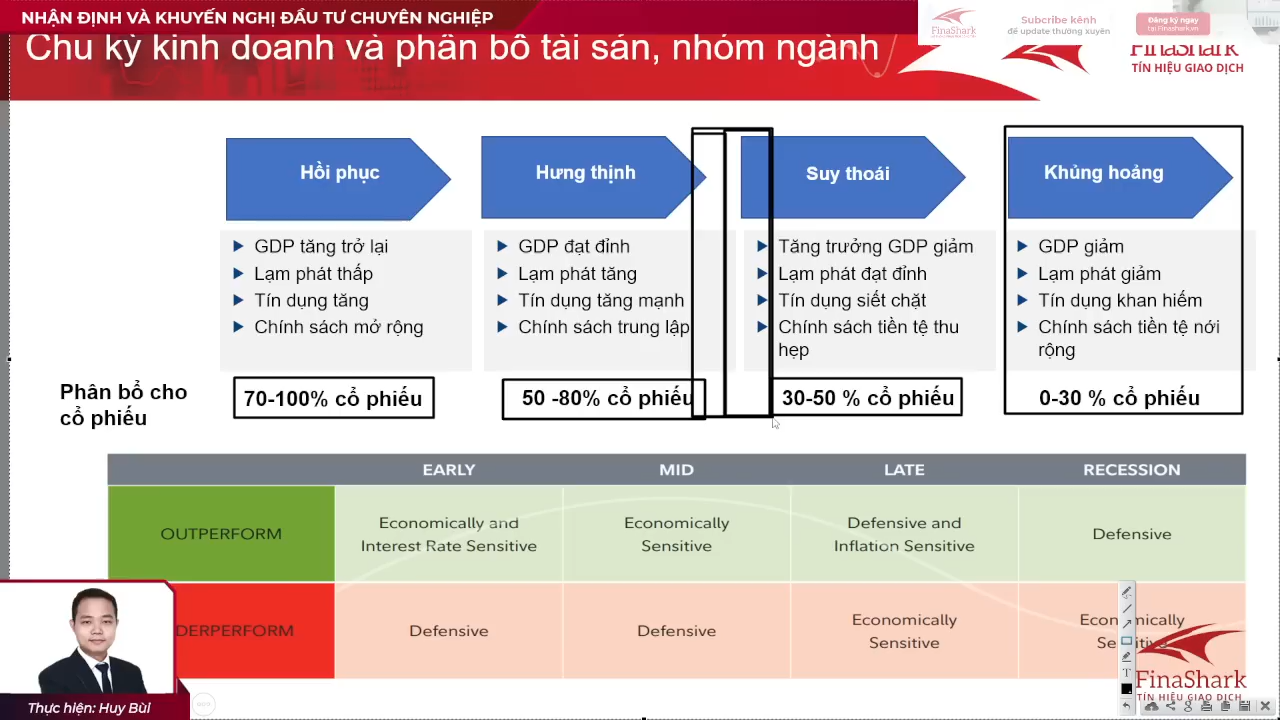 NHẬN ĐỊNH VÀ KHUYẾN NGHỊ ĐẦU TƯ CHUYÊN NGHIỆP
FinaShark
Subcribe kênh
để update thường xuyên
Đăng ký ngay
tại Finashark.vn
Chu kỳ kinh doanh và phân bổ tài sản, nhóm ngành
FinaShark
TÍN HIỆU GIAO DỊCH
Hồi phục
Hưng thịnh
Suy thoái
Khủng hoảng
GDP tăng trở lại
Lạm phát thấp
Tín dụng tăng
Chính sách mở rộng
GDP đạt đỉnh
Lạm phát tăng
Tín dụng tăng mạnh
Chính sách trung lập
Tăng trưởng GDP giảm
Lạm phát đạt đỉnh
Tín dụng siết chặt
Chính sách tiền tệ thu
hẹp
GDP giảm
Lạm phát giảm
Tín dụng khan hiếm
Chính sách tiền tệ nới
rộng
Phân bổ cho
cổ phiếu
70-100% cổ phiếu
50 -80% cổ phiếu
30-50 % cổ phiếu
0-30 % cổ phiếu
EARLY MID LATE RECESSION
OUTPERFORM
Economically and
Interest Rate Sensitive
Economically
Sensitive
Defensive and
Inflation Sensitive
Defensive
DERPERFORM
Defensive
Defensive
Economically
Sensitive
Thực hiện: Huy Bùi
FinaShark
TÍN HIỆU GIAO DỊCH